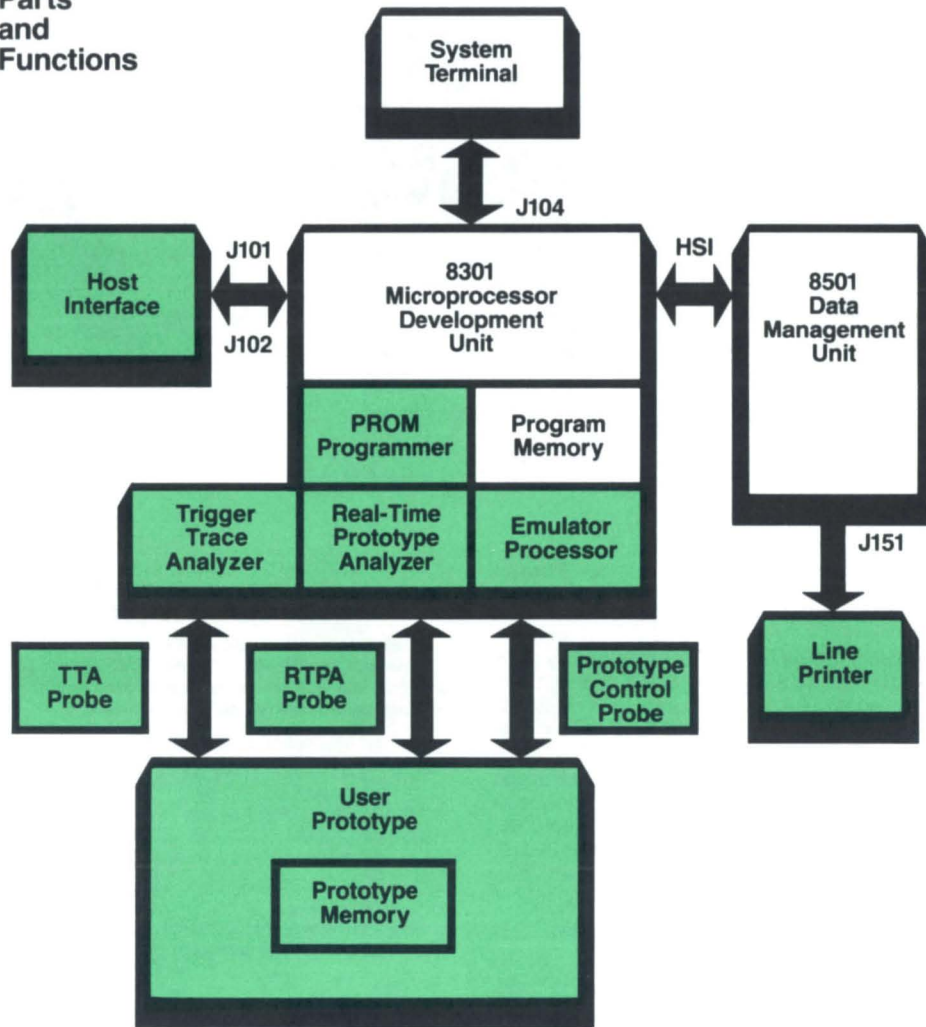 Parts
and
Functions
System
Terminal
J104
Host
Interface
J101
J102
8301
Microprocessor
Development
Unit
HSI
8501
Data
Management
Unit
PROM
Programmer
Program
Memory
Trigger
Trace
Analyzer
Real-Time
Prototype
Analyzer
Emulator
Processor
J151
Line
Printer
TTA
Probe
RTPA
Probe
Prototype
Control
Probe
User
Prototype
Prototype
Memory